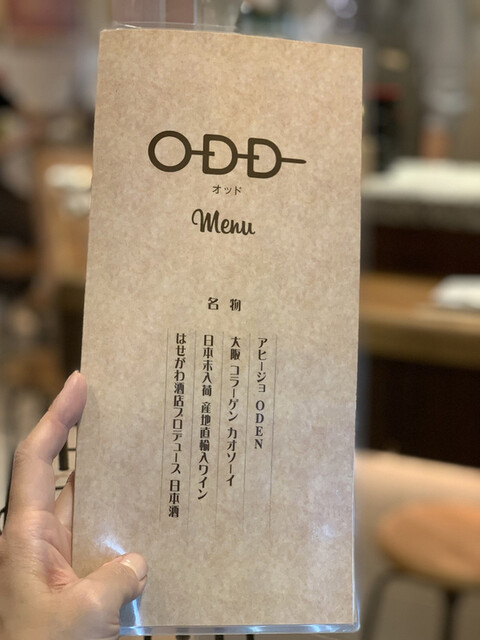 ODD
オッド
Menu
名物
アヒージョ ODEN
大阪 コラーゲン カオソーイ
日本未入荷 産地直輸入ワイン
はせがわ酒店プロデュース 日本酒